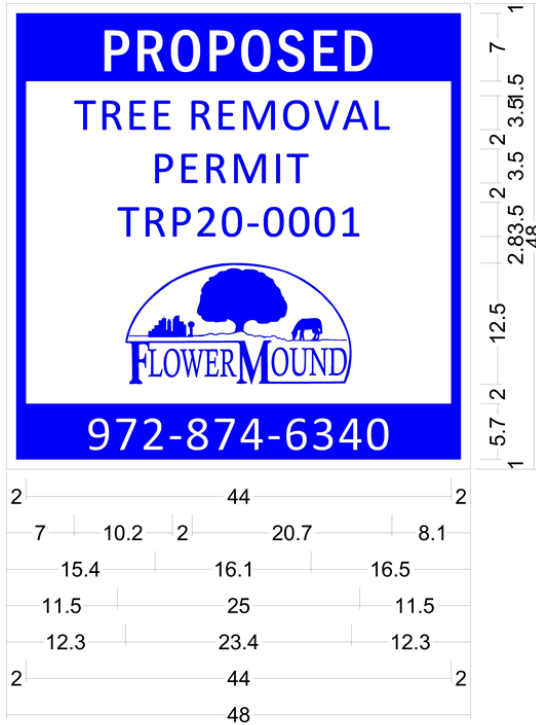 PROPOSED
TREE REMOVAL
PERMIT
TRP20-0001
FLOWER MOUND
972-874-6340
1
7
1.5
3.5
2
3.5
2
3.5
2.8
12.5
2
5.7
1
48
2 44 2
7 10.2 2 20.7 8.1
15.4 16.1 16.5
11.5 25 11.5
12.3 23.4 12.3
2 44 2
48